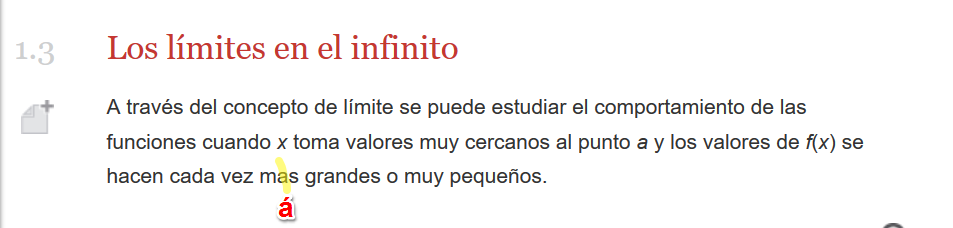 1.3 Los límites en el infinito
A través del concepto de límite se puede estudiar el comportamiento de las
funciones cuando x toma valores muy cercanos al punto a y los valores de f(x) se
hacen cada vez mas grandes o muy pequeños.
á